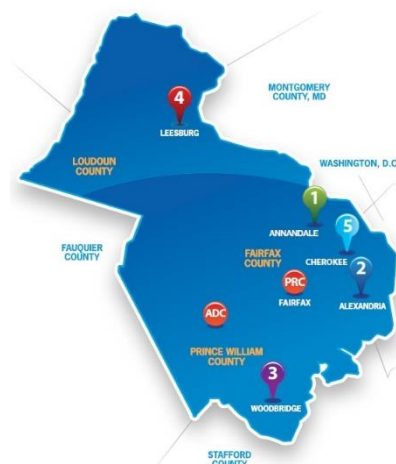 MONTGOMERY
COUNTY, MD
4
LEESBURG
LOUDOUN
COUNTY
WASHINGTON, D.C
1
ANNANDALE
5
CHEROKEE
FAUQUIER
COUNTY
FAIRFAX
COUNTY
2
ALEXANDRIA
PRC
FAIRFAX
ADC
PRINCE WILLIAM
COUNTY
3
WOODBRIDGE
STAFFORD
COUNTY